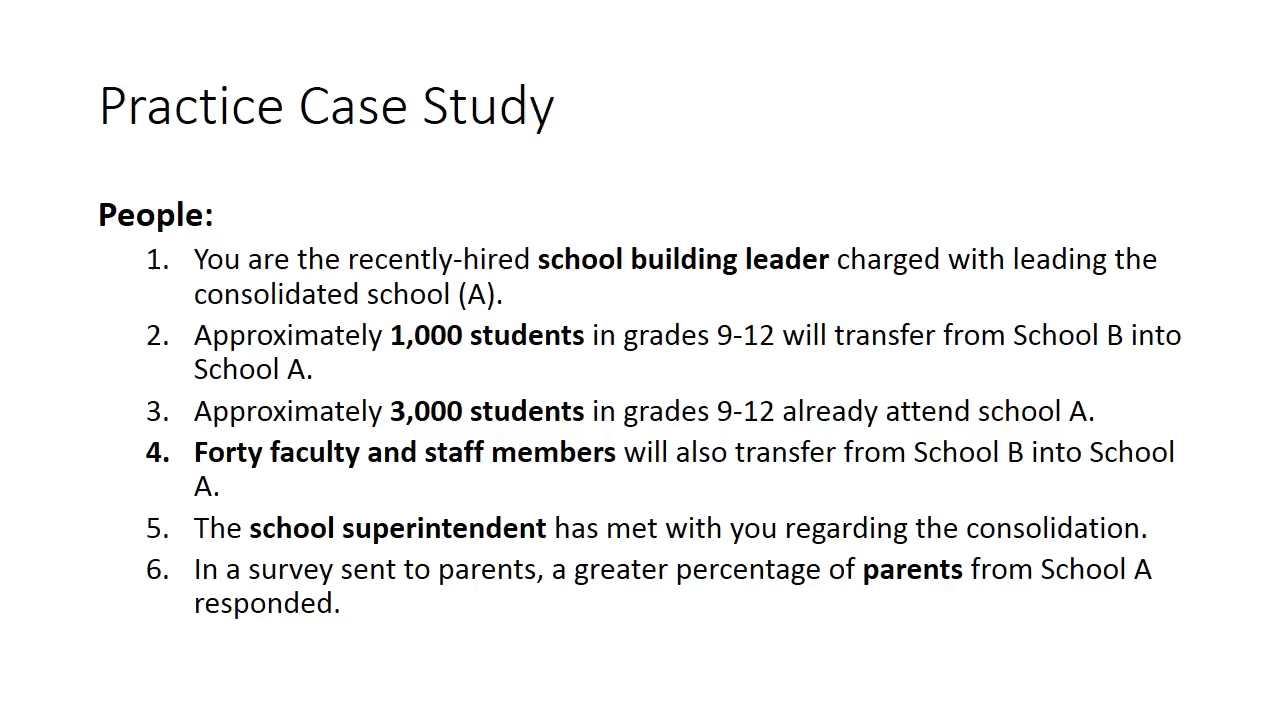 Practice Case Study
People:
1. You are the recently-hired school building leader charged with leading the
consolidated school (A).
2. Approximately 1,000 students in grades 9-12 will transfer from School B into
School A.
3. Approximately 3,000 students in grades 9-12 already attend school A.
4. Forty faculty and staff members will also transfer from School B into School
A.
5. The school superintendent has met with you regarding the consolidation.
6. In a survey sent to parents, a greater percentage of parents from School A
responded.